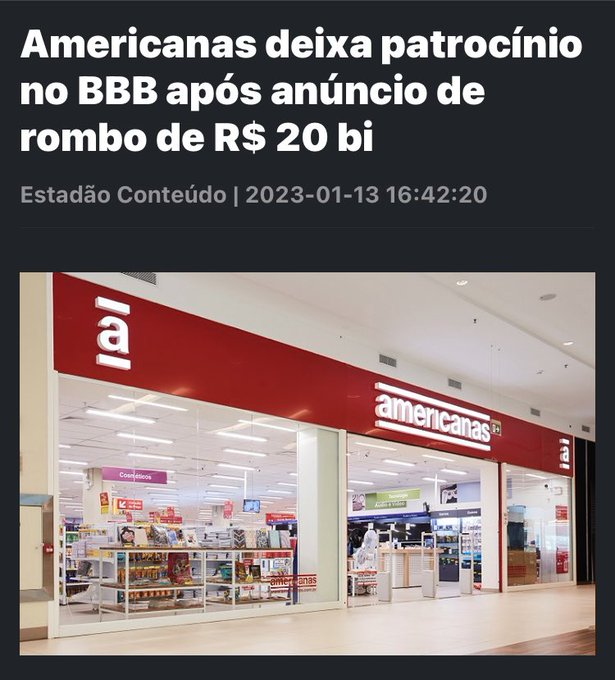 Americanas deixa patrocínio
no BBB após anúncio de
rombo de R$ 20 bi
Estadão Conteúdo | 2023-01-13 16:42:20
a
americanas
a
Cosméticos
Tecnologia
Áudio e Vídeo
americanas